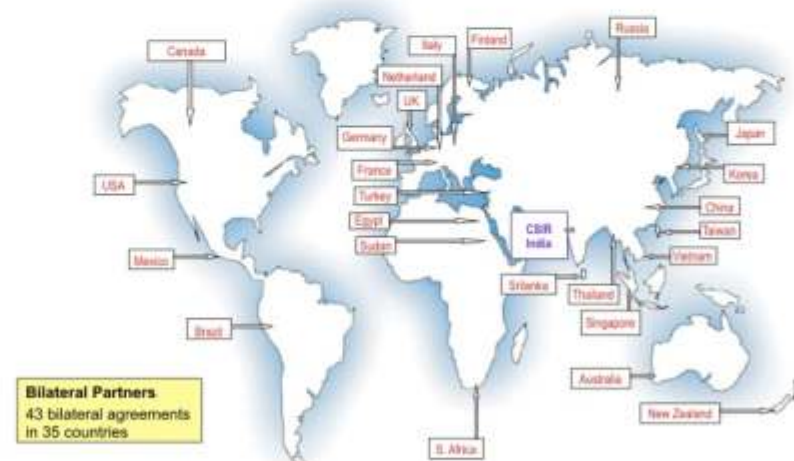 Canada
Italy
Finland
Russia
Netherland
UK
Germany
Japan
France
Korea
USA
Turkey
China
Egypt
CSIR
India
Taiwan
Sudan
Mexico
Vietnam
Srilanka
Thailand
Singapore
Brazil
Australia
Bilateral Partners
43 bilateral agreements
in 35 countries
New Zealand
S. Africa